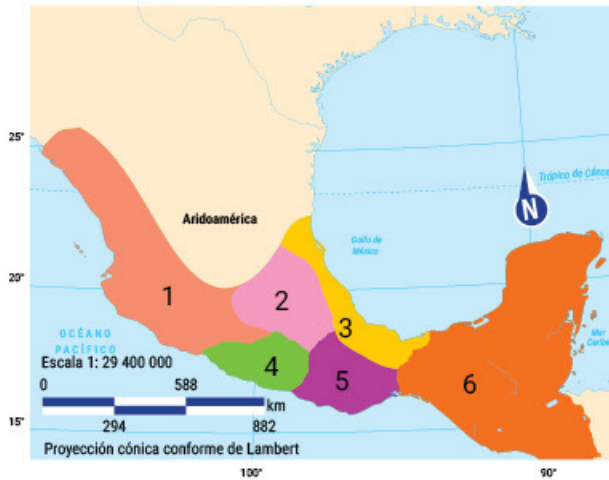 25°
Trópico de Cánce
N
Aridoamérica
Golfo de
México
20°
1
2
3
Mar
Caribe
OCÉANO
PACÍFICO
4
5
6
Escala 1: 29 400 000
0 588
km
294 882
15°
Proyección cónica conforme de Lambert
100° 90°